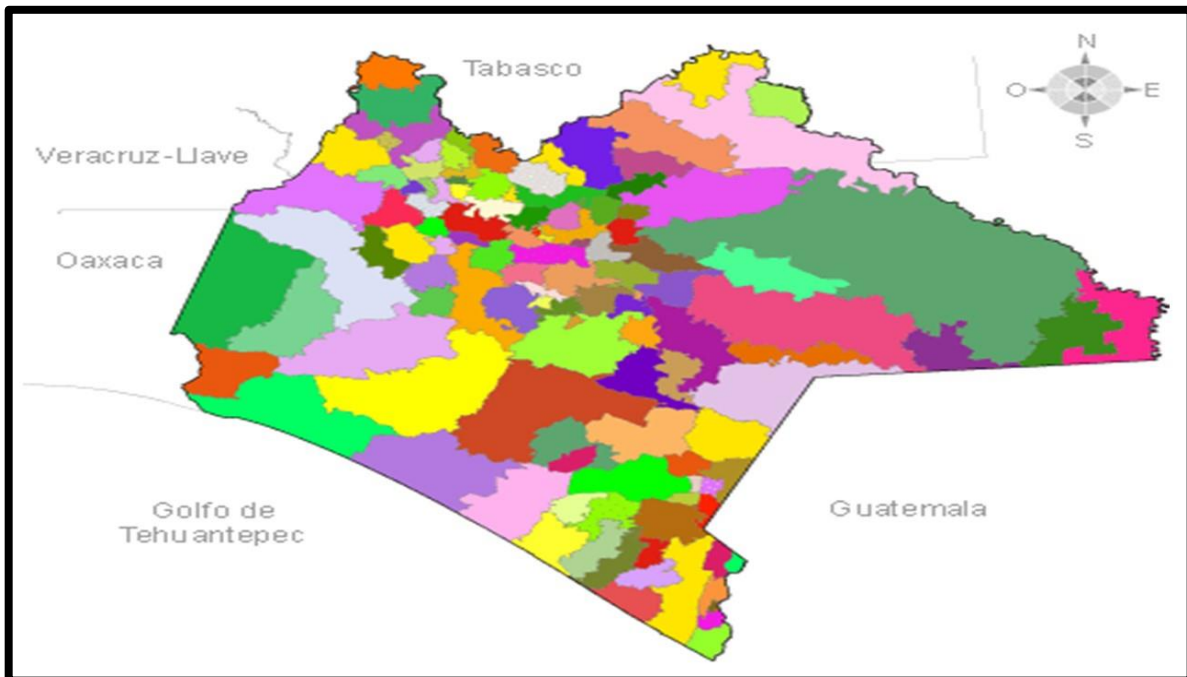 N
Tabasco
O
E
S
Veracruz-Llave
Oaxaca
Golfo de
Tehuantepec
Guatemala